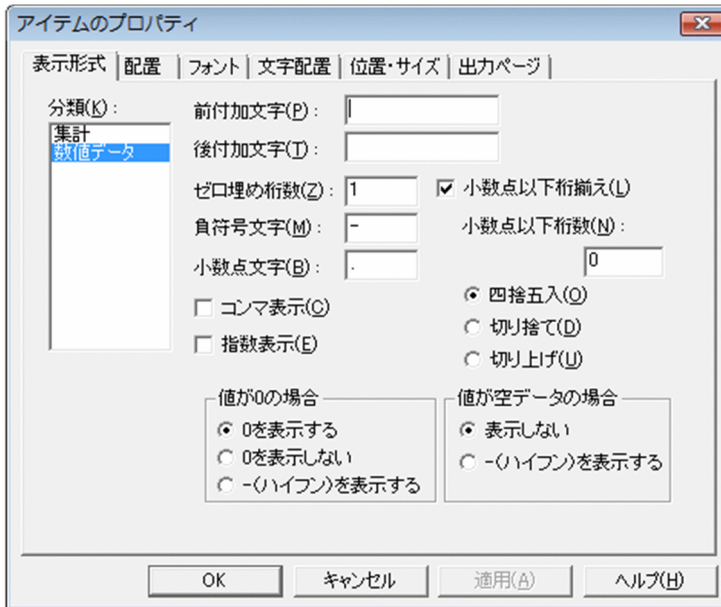 アイテムのプロパティ
表示形式 配置 フォント 文字配置 位置・サイズ 出力ページ
分類(K):
集計
数値データ
前付加文字(P):
後付加文字(T):
ゼロ埋め桁数(Z): 1
小数点以下桁揃え(L)
負符号文字(M): -
小数点以下桁数(N):
小数点文字(B): .
0
コンマ表示(C)
四捨五入(O)
指数表示(E)
切り捨て(D)
切り上げ(U)
値が0の場合
0を表示する
0を表示しない
-(ハイフン)を表示する
値が空データの場合
表示しない
-(ハイフン)を表示する
OK キャンセル 適用(A) ヘルプ(H)